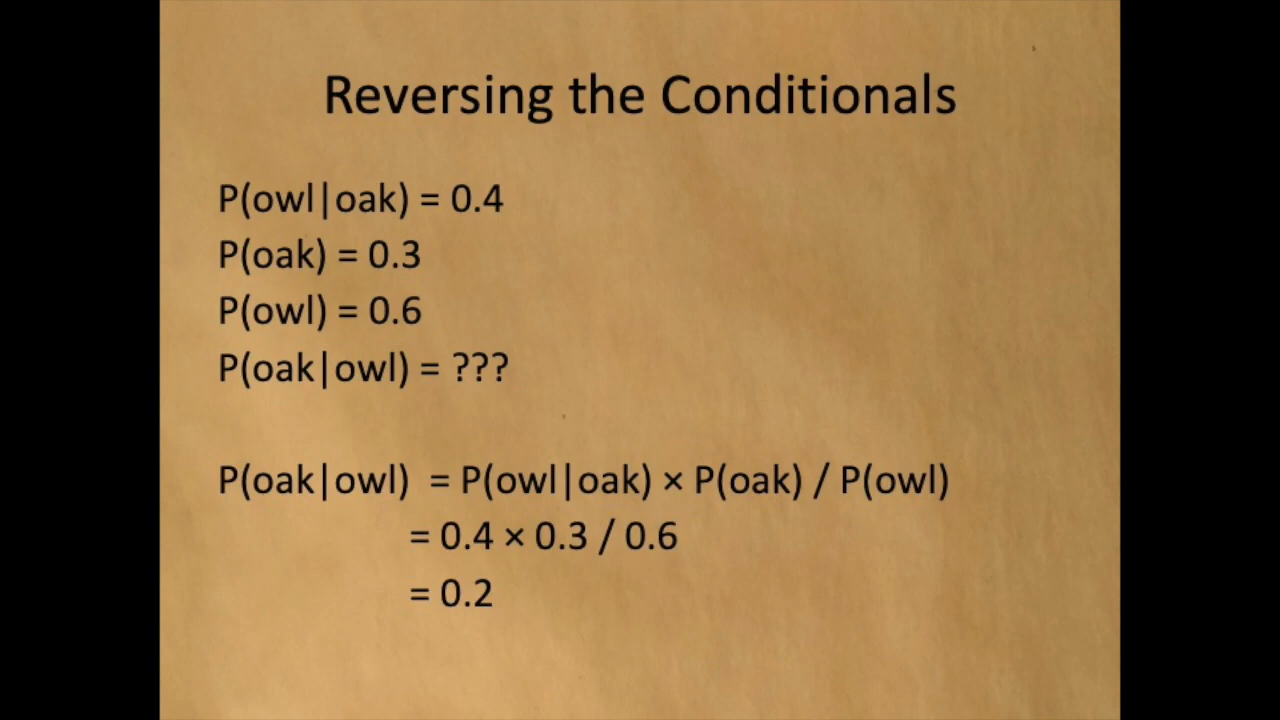 Reversing the Conditionals
P(owl|oak) = 0.4
P(oak) = 0.3
P(owl) = 0.6
P(oak|owl) = ???
P(oak|owl) = P(owl|oak) × P(oak) / P(owl)
= 0.4 × 0.3 / 0.6
= 0.2